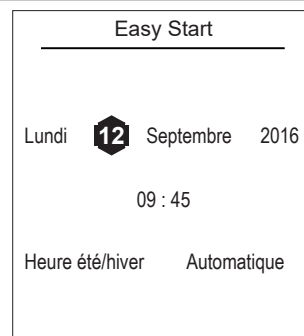 Easy Start
Lundi 12 Septembre 2016
09 : 45
Heure été/hiver Automatique